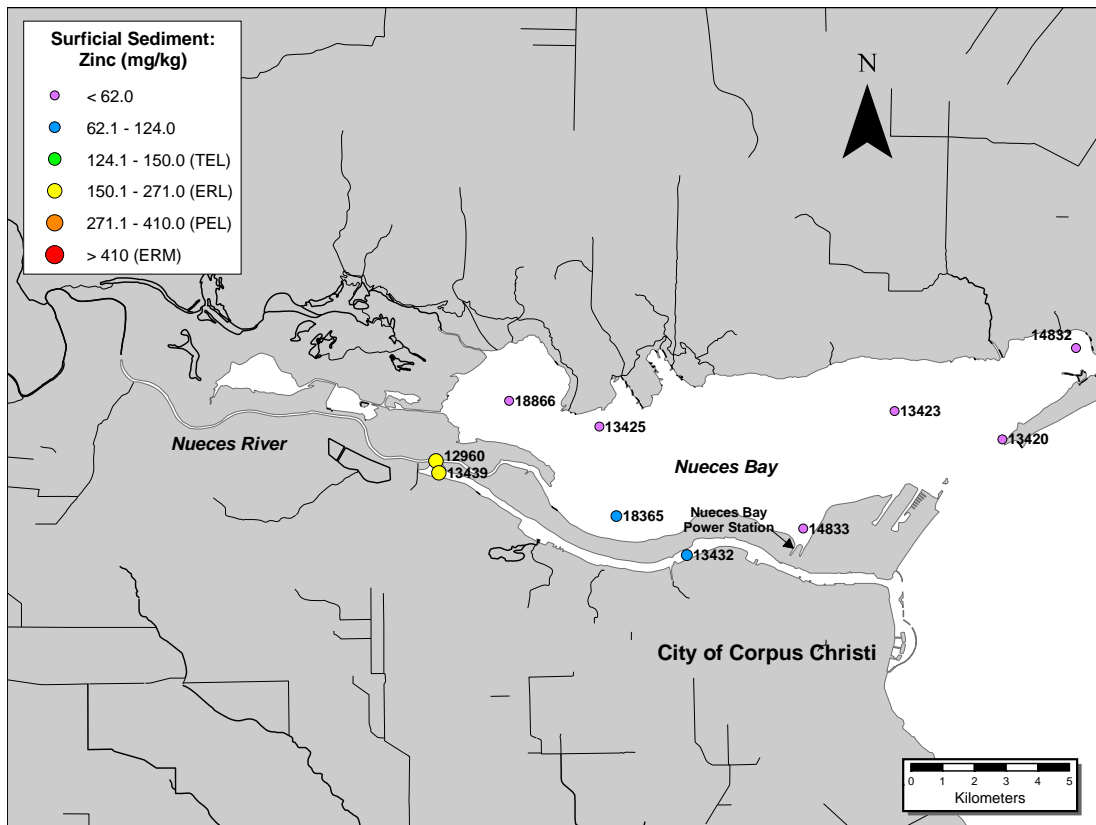 Surficial Sediment:
Zinc (mg/kg)
< 62.0
62.1 - 124.0
124.1 - 150.0 (TEL)
150.1 - 271.0 (ERL)
271.1 - 410.0 (PEL)
> 410 (ERM)
N
14832
18866
13423
13425
13420
Nueces River
12960
13439
Nueces Bay
18365
Nueces Bay
Power Station
14833
13432
City of Corpus Christi
0 1 2 3 4 5
Kilometers